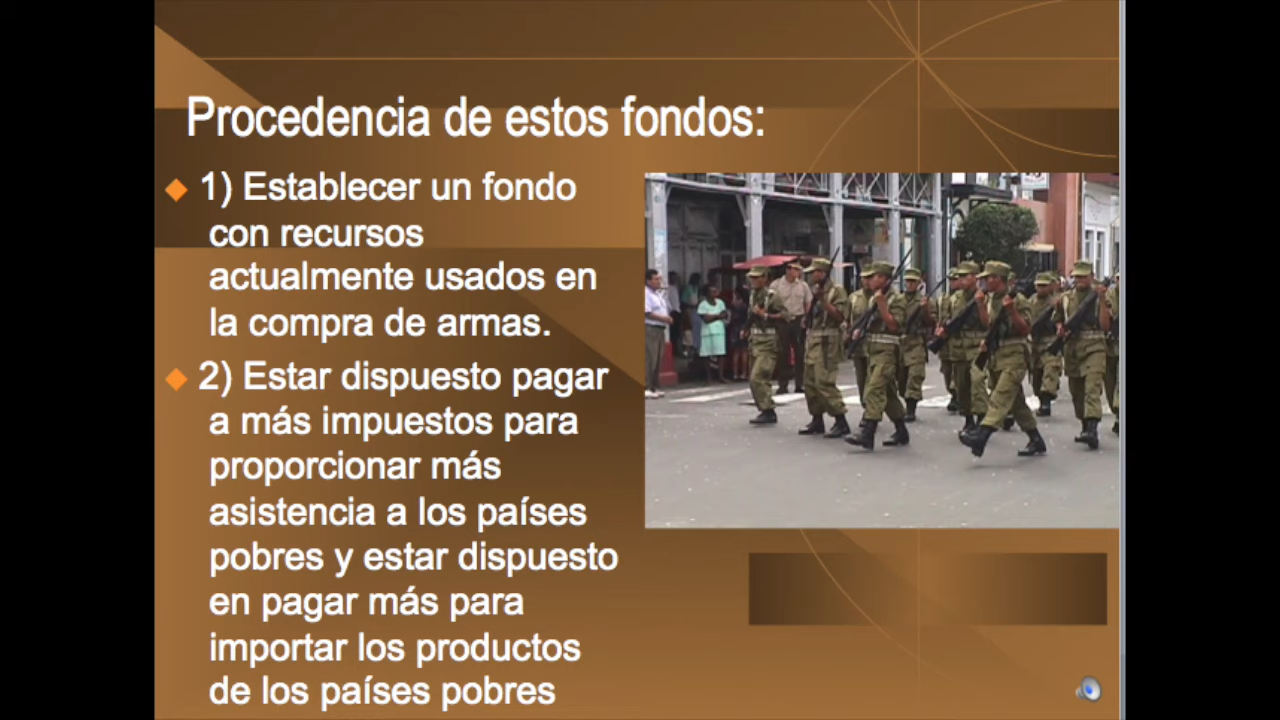 Procedencia de estos fondos:
1) Establecer un fondo
con recursos
actualmente usados en
la compra de armas.
2) Estar dispuesto pagar
a más impuestos para
proporcionar más
asistencia a los países
pobres y estar dispuesto
en pagar más para
importar los productos
de los países pobres